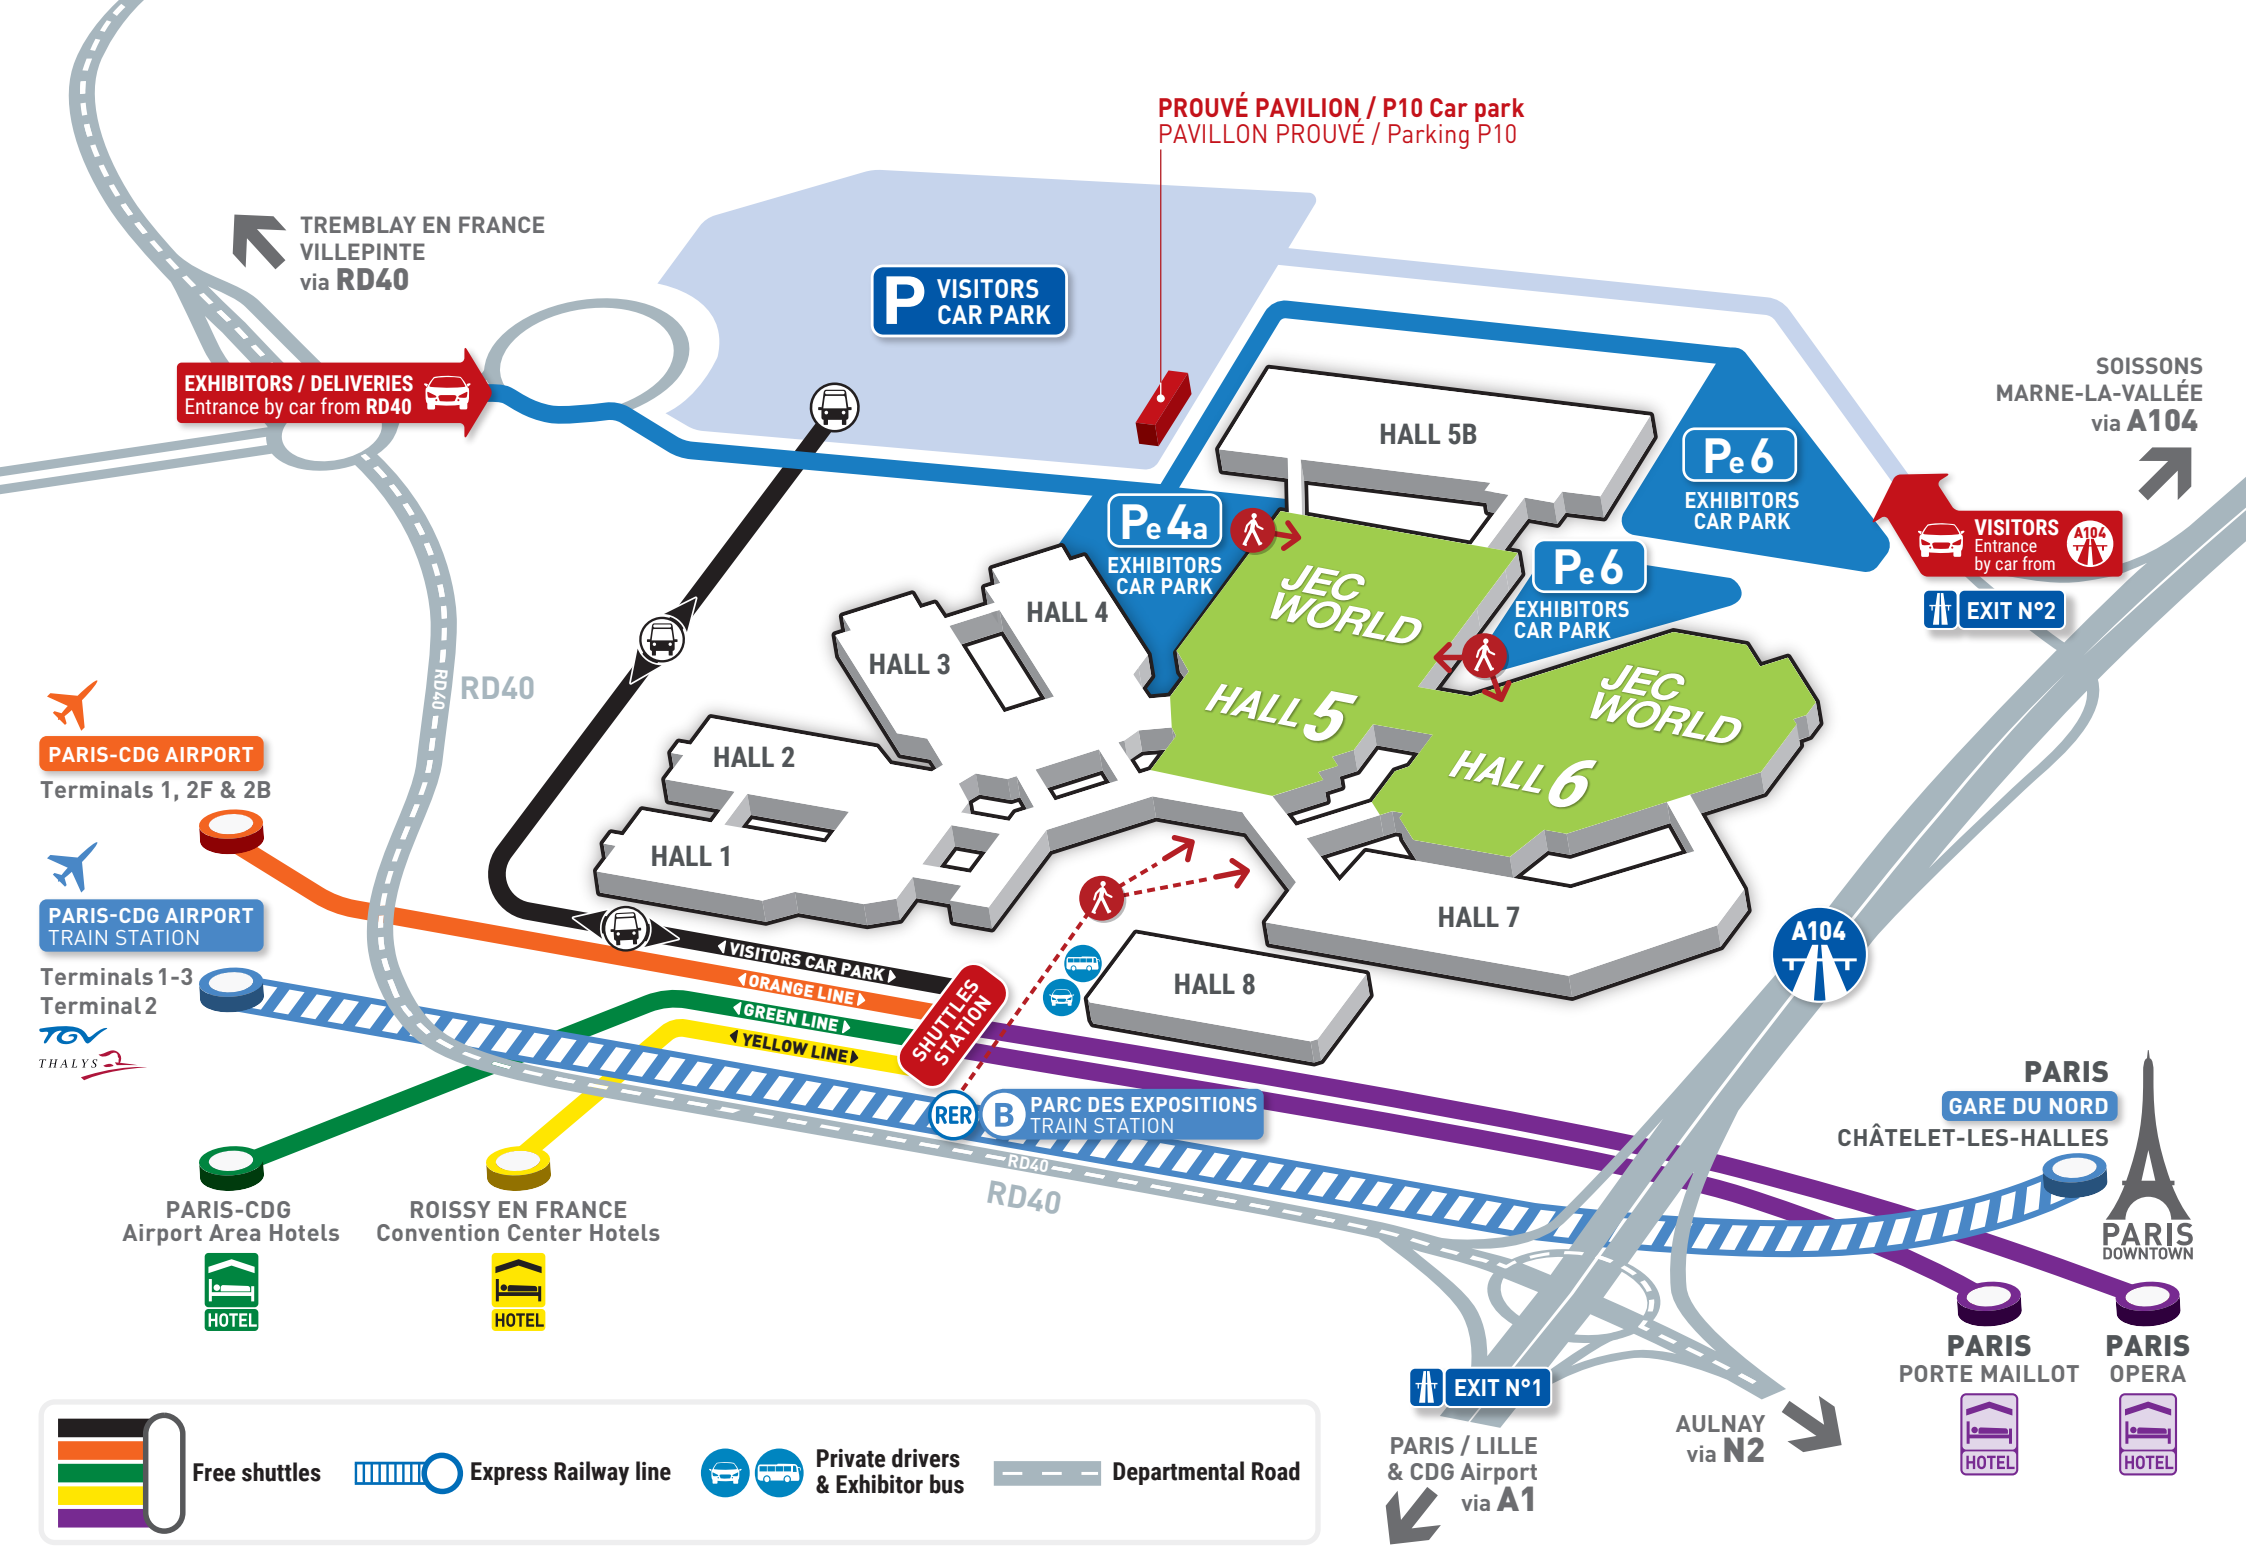 PROUVÉ PAVILION / P10 Car park
PAVILLON PROUVÉ / Parking P10
TREMBLAY EN FRANCE
VILLEPINTE
via RD40
P VISITORS
CAR PARK
EXHIBITORS / DELIVERIES
Entrance by car from RD40
SOISSONS
MARNE-LA-VALLÉE
via A104
HALL 5B
Pe 6
EXHIBITORS
CAR PARK
Pe 4a
EXHIBITORS
CAR PARK
VISITORS
Entrance
by car from
A104
EXIT N°2
Pe 6
EXHIBITORS
CAR PARK
JEC
WORLD
HALL 5
JEC
WORLD
HALL 6
HALL 4
HALL 3
HALL 2
HALL 1
HALL 7
HALL 8
RD40
RD40
PARIS-CDG AIRPORT
Terminals 1, 2F & 2B
PARIS-CDG AIRPORT
TRAIN STATION
Terminals 1-3
Terminal 2
TGV
THALYS
VISITORS CAR PARK
ORANGE LINE
GREEN LINE
YELLOW LINE
SHUTTLES
STATION
A104
RER
B PARC DES EXPOSITIONS
TRAIN STATION
RD40
RD40
PARIS
GARE DU NORD
CHÂTELET-LES-HALLES
PARIS
DOWNTOWN
PARIS-CDG
Airport Area Hotels
HOTEL
ROISSY EN FRANCE
Convention Center Hotels
HOTEL
PARIS
PORTE MAILLOT
HOTEL
PARIS
OPERA
HOTEL
EXIT N°1
PARIS / LILLE
& CDG Airport
via A1
AULNAY
via N2
Free shuttles
Express Railway line
Private drivers
& Exhibitor bus
Departmental Road